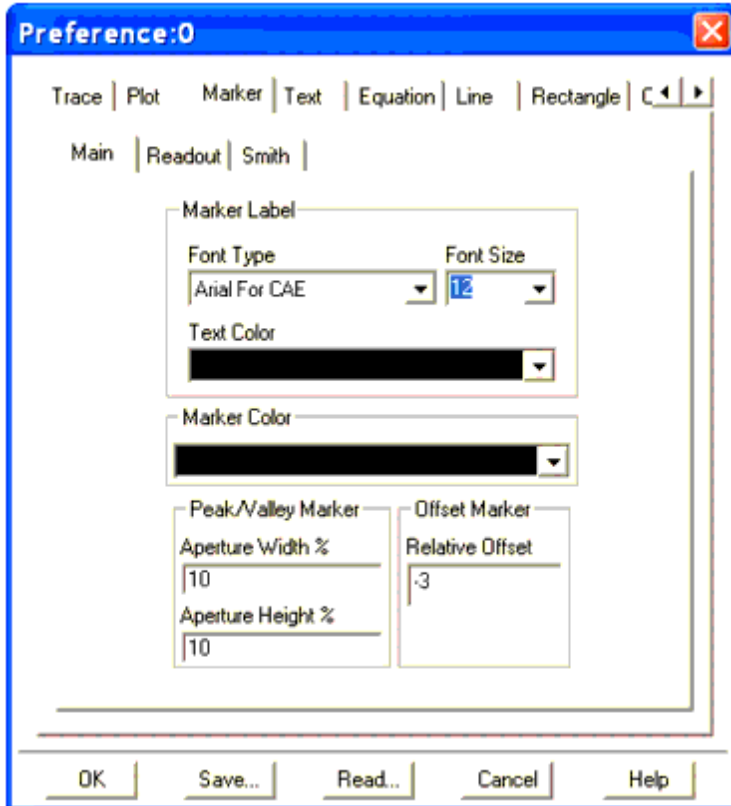 Preference:0
Trace Plot Marker Text Equation Line Rectangle
Main Readout Smith
Marker Label
Font Type Font Size
Arial For CAE 12
Text Color
Marker Color
Peak/Valley Marker Offset Marker
Aperture Width % Relative Offset
10 -3
Aperture Height %
10
OK Save... Read... Cancel Help